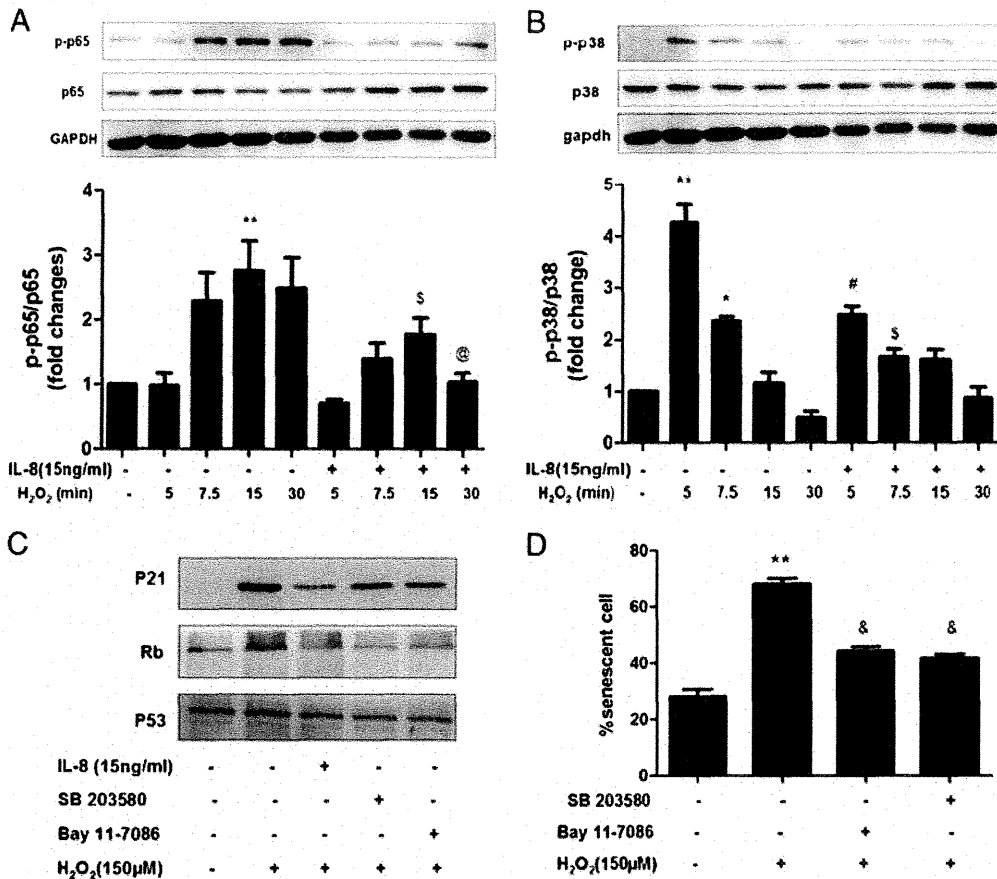 A
p-p65
p65
GAPDH
p-p65/p65
(fold changes)
4
3
2
1
0
**
$
@
IL-8(15ng/ml) - - - - - + + + +
H₂O₂ (min) - 5 7.5 15 30 5 7.5 15 30
B
p-p38
p38
gapdh
p-p38/p38
(fold change)
5
4
3
2
1
0
**
*
#
$
IL-8(15ng/ml) - - - - - + + + +
H₂O₂ (min) - 5 7.5 15 30 5 7.5 15 30
C
P21
Rb
P53
IL-8 (15ng/ml) - - + - -
SB 203580 - - - + -
Bay 11-7086 - - - - +
H₂O₂(150µM) - + + + +
D
%senescent cell
80
60
40
20
0
**
&
&
SB 203580 - - - +
Bay 11-7086 - - + -
H₂O₂(150µM) - + + +